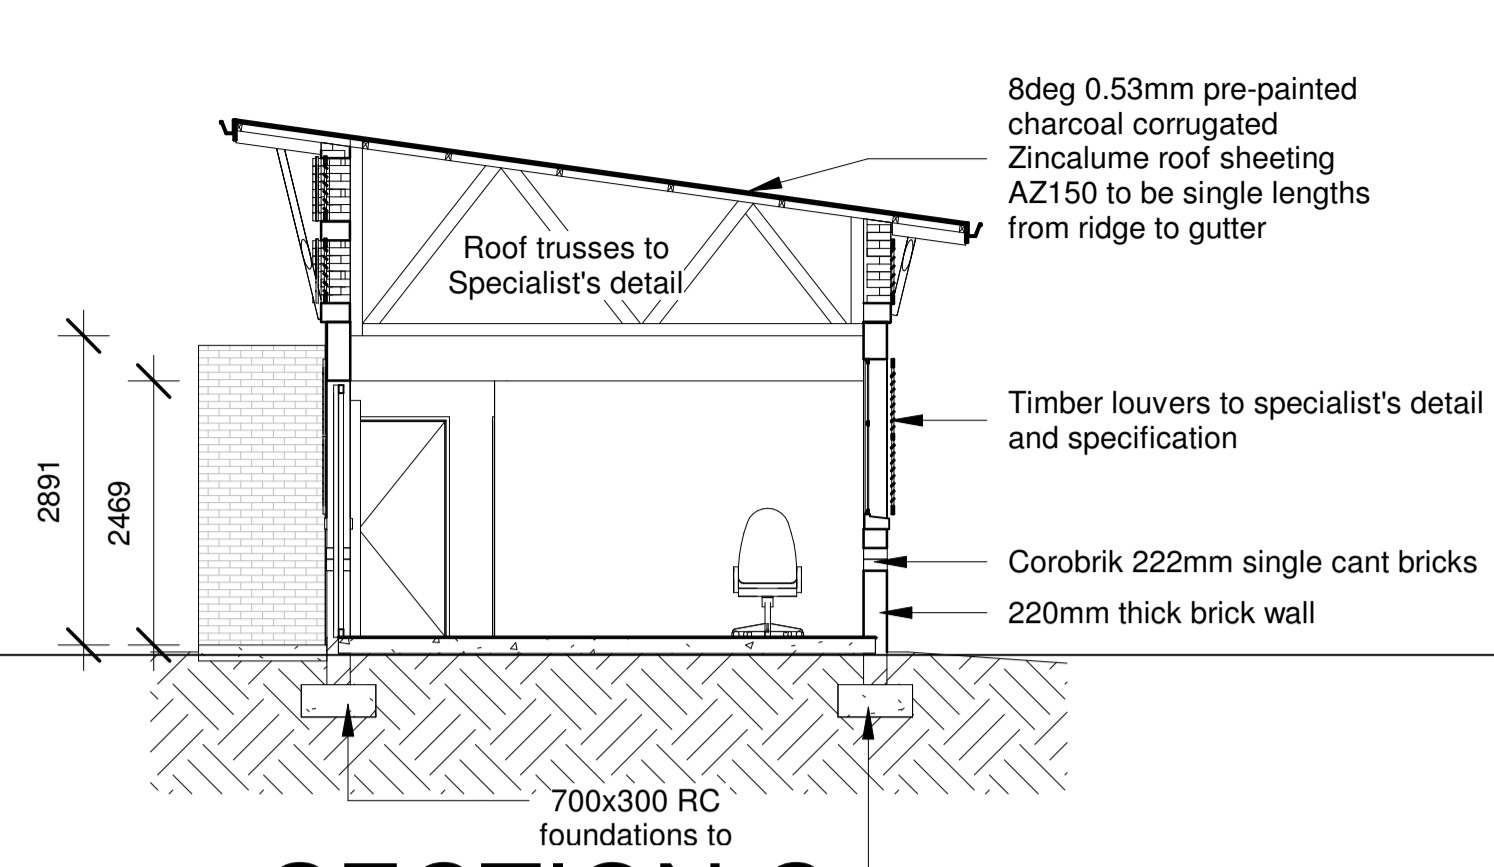 8deg 0.53mm pre-painted
charcoal corrugated
Zincalume roof sheeting
AZ150 to be single lengths
from ridge to gutter
Roof trusses to
Specialist's detail
Timber louvers to specialist's detail
and specification
2891
2469
Corobrik 222mm single cant bricks
220mm thick brick wall
700x300 RC
foundations to